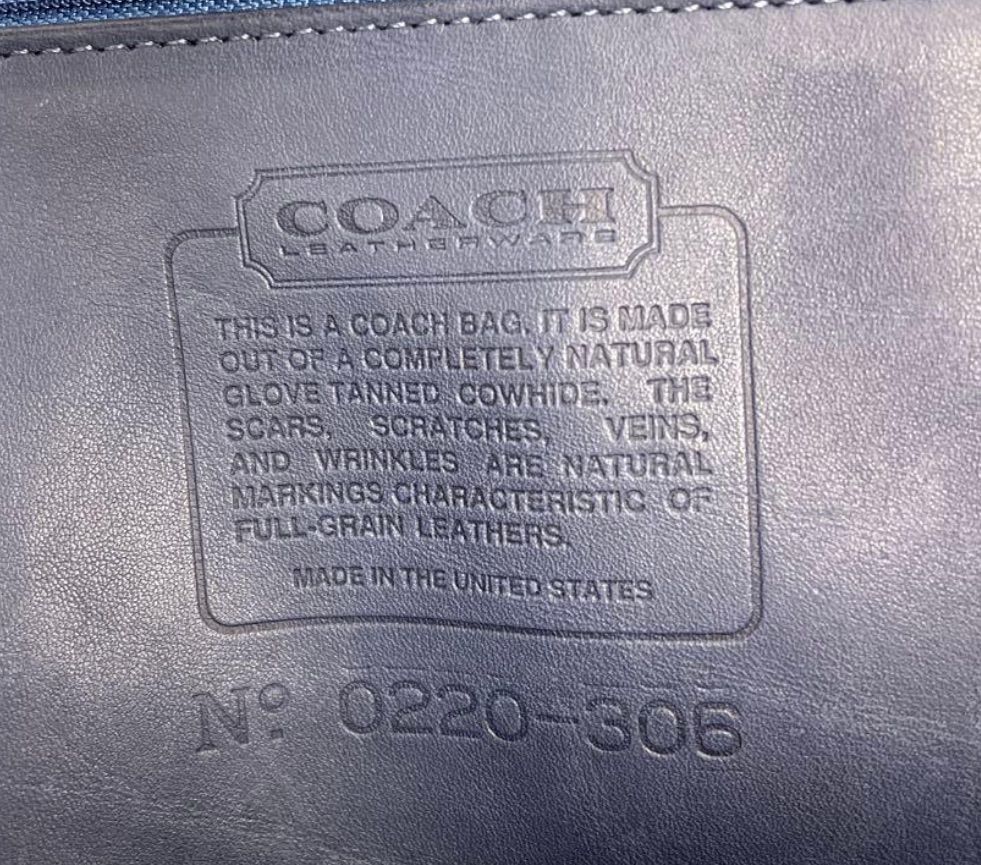 COACH
LEATHERWARE
THIS IS A COACH BAG. IT IS MADE
OUT OF A COMPLETELY NATURAL
GLOVE TANNED COWHIDE. THE
SCARS, SCRATCHES, VEINS,
AND WRINKLES ARE NATURAL
MARKINGS CHARACTERISTIC OF
FULL-GRAIN LEATHERS.
MADE IN THE UNITED STATES
Nº 0220-306